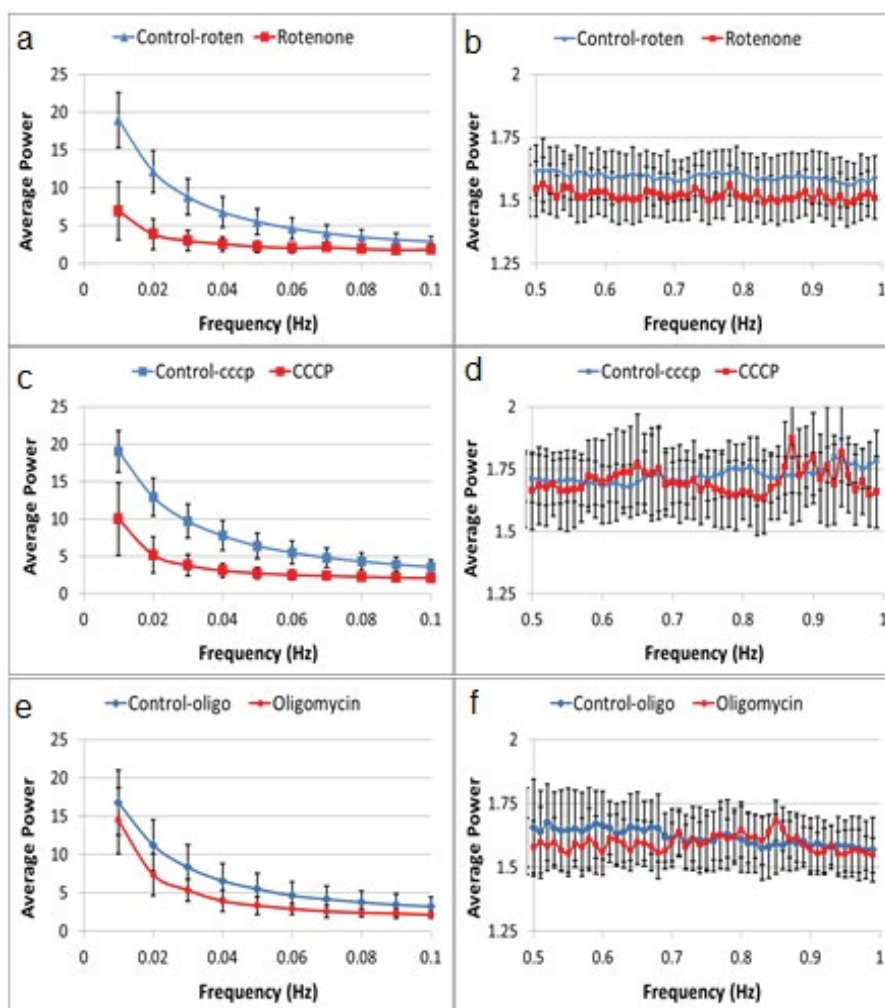 a
Control-roten Rotenone
25
20
15
10
5
0
0 0.02 0.04 0.06 0.08 0.1
Average Power
Frequency (Hz)
b
Control-roten Rotenone
2
1.75
1.5
1.25
0.5 0.6 0.7 0.8 0.9 1
Average Power
Frequency (Hz)
c
Control-cccp CCCP
25
20
15
10
5
0
0 0.02 0.04 0.06 0.08 0.1
Average Power
Frequency (Hz)
d
Control-cccp CCCP
2
1.75
1.5
1.25
0.5 0.6 0.7 0.8 0.9 1
Average Power
Frequency (Hz)
e
Control-oligo Oligomycin
25
20
15
10
5
0
0 0.02 0.04 0.06 0.08 0.1
Average Power
Frequency (Hz)
f
Control-oligo Oligomycin
2
1.75
1.5
1.25
0.5 0.6 0.7 0.8 0.9 1
Average Power
Frequency (Hz)